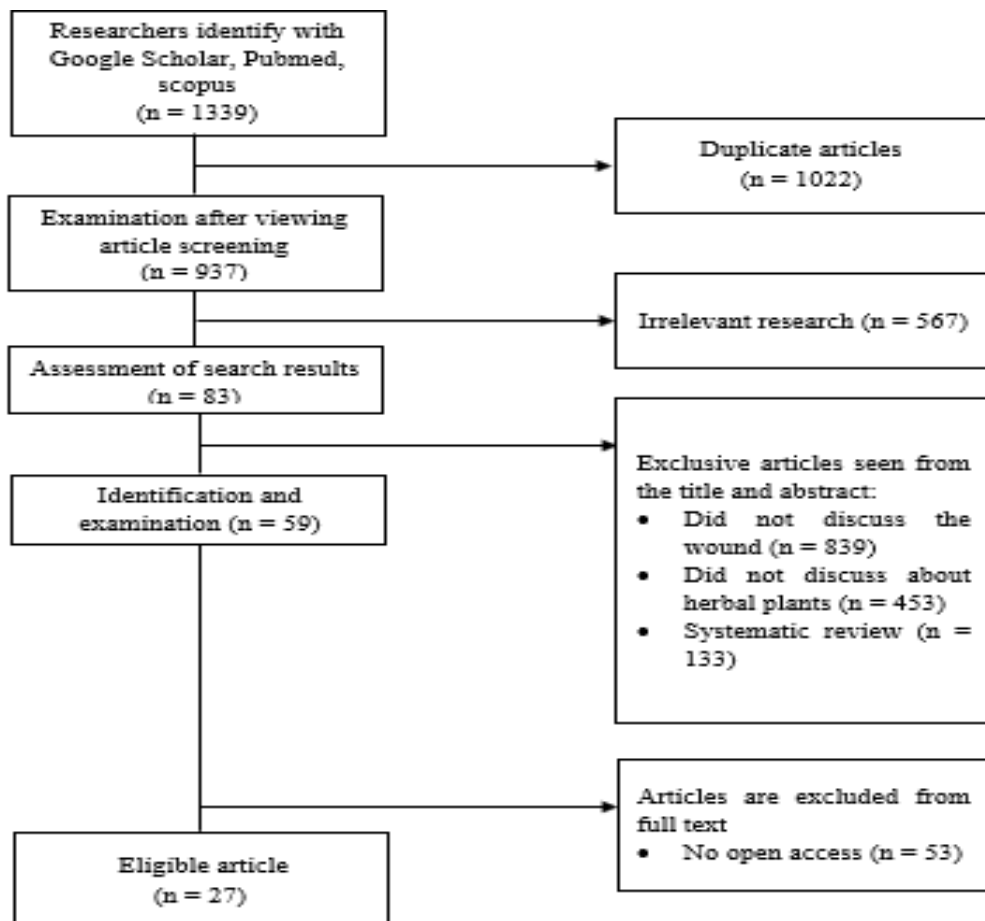 Researchers identify with
Google Scholar, Pubmed,
scopus
(n = 1339)
Duplicate articles
(n = 1022)
Examination after viewing
article screening
(n = 937)
Irrelevant research (n = 567)
Assessment of search results
(n = 83)
Exclusive articles seen from
the title and abstract:
• Did not discuss the
wound (n = 839)
• Did not discuss about
herbal plants (n = 453)
• Systematic review (n =
133)
Identification and
examination (n = 59)
Articles are excluded from
full text
• No open access (n = 53)
Eligible article
(n = 27)